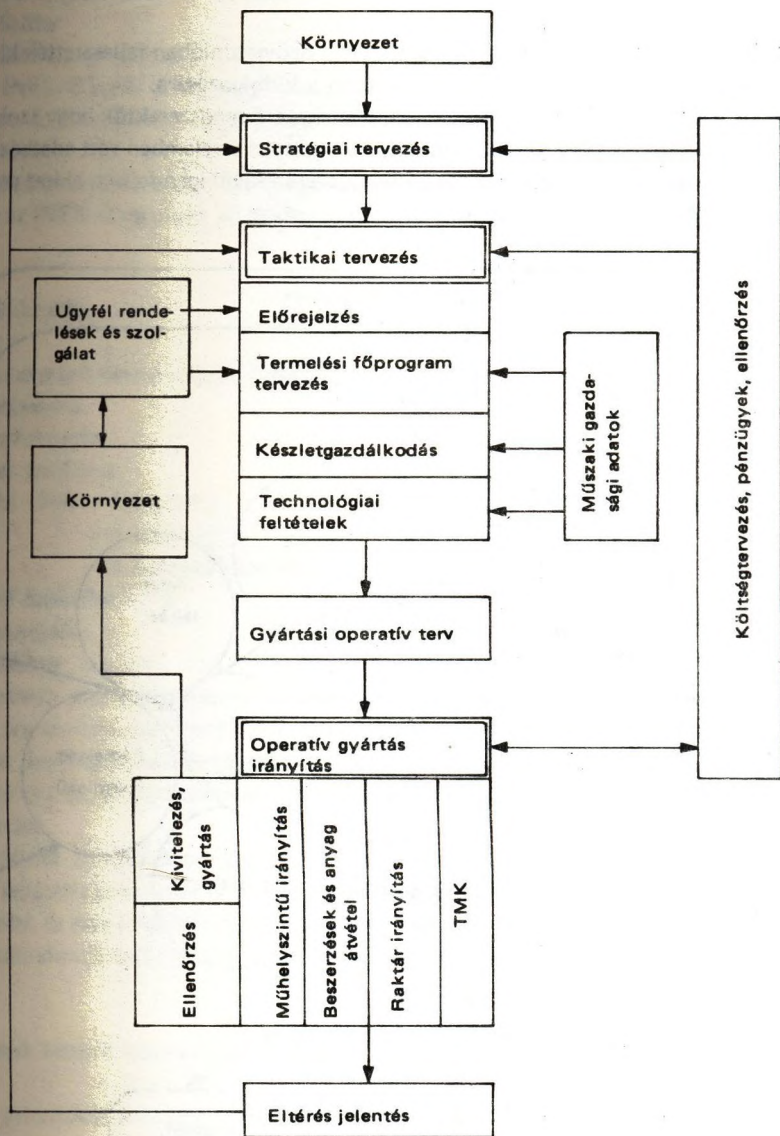 Környezet
Stratégiai tervezés
Taktikai tervezés
Ugyfél rende-
lések és szol-
gálat
Előrejelzés
Termelési főprogram
tervezés
Készletgazdálkodás
Technológiai
feltételek
Környezet
Műszaki gazda-
sági adatok
Költségtervezés, pénzügyek, ellenőrzés
Gyártási operatív terv
Operatív gyártás
irányítás
Kivitelezés,
gyártás
Ellenőrzés
Műhelyszintű irányítás
Beszerzések és anyag
átvétel
Raktár irányítás
TMK
Eltérés jelentés